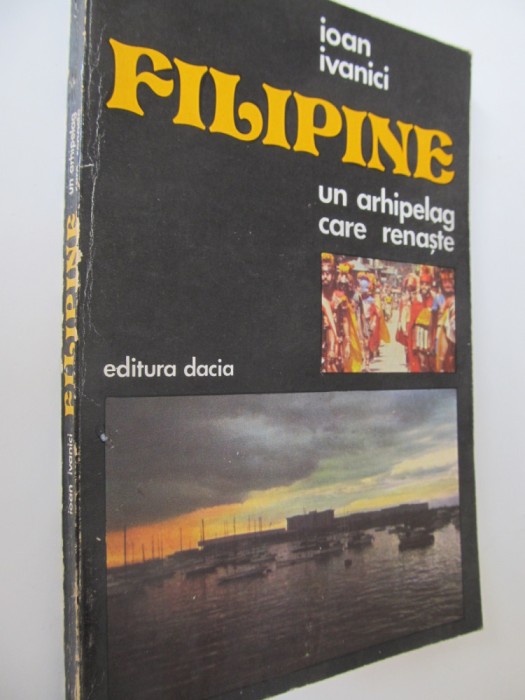 ioan
ivanici
FILIPINE
un arhipelag
care renaște
editura dacia
ioan ivanici
FILIPINE
un arhipelag